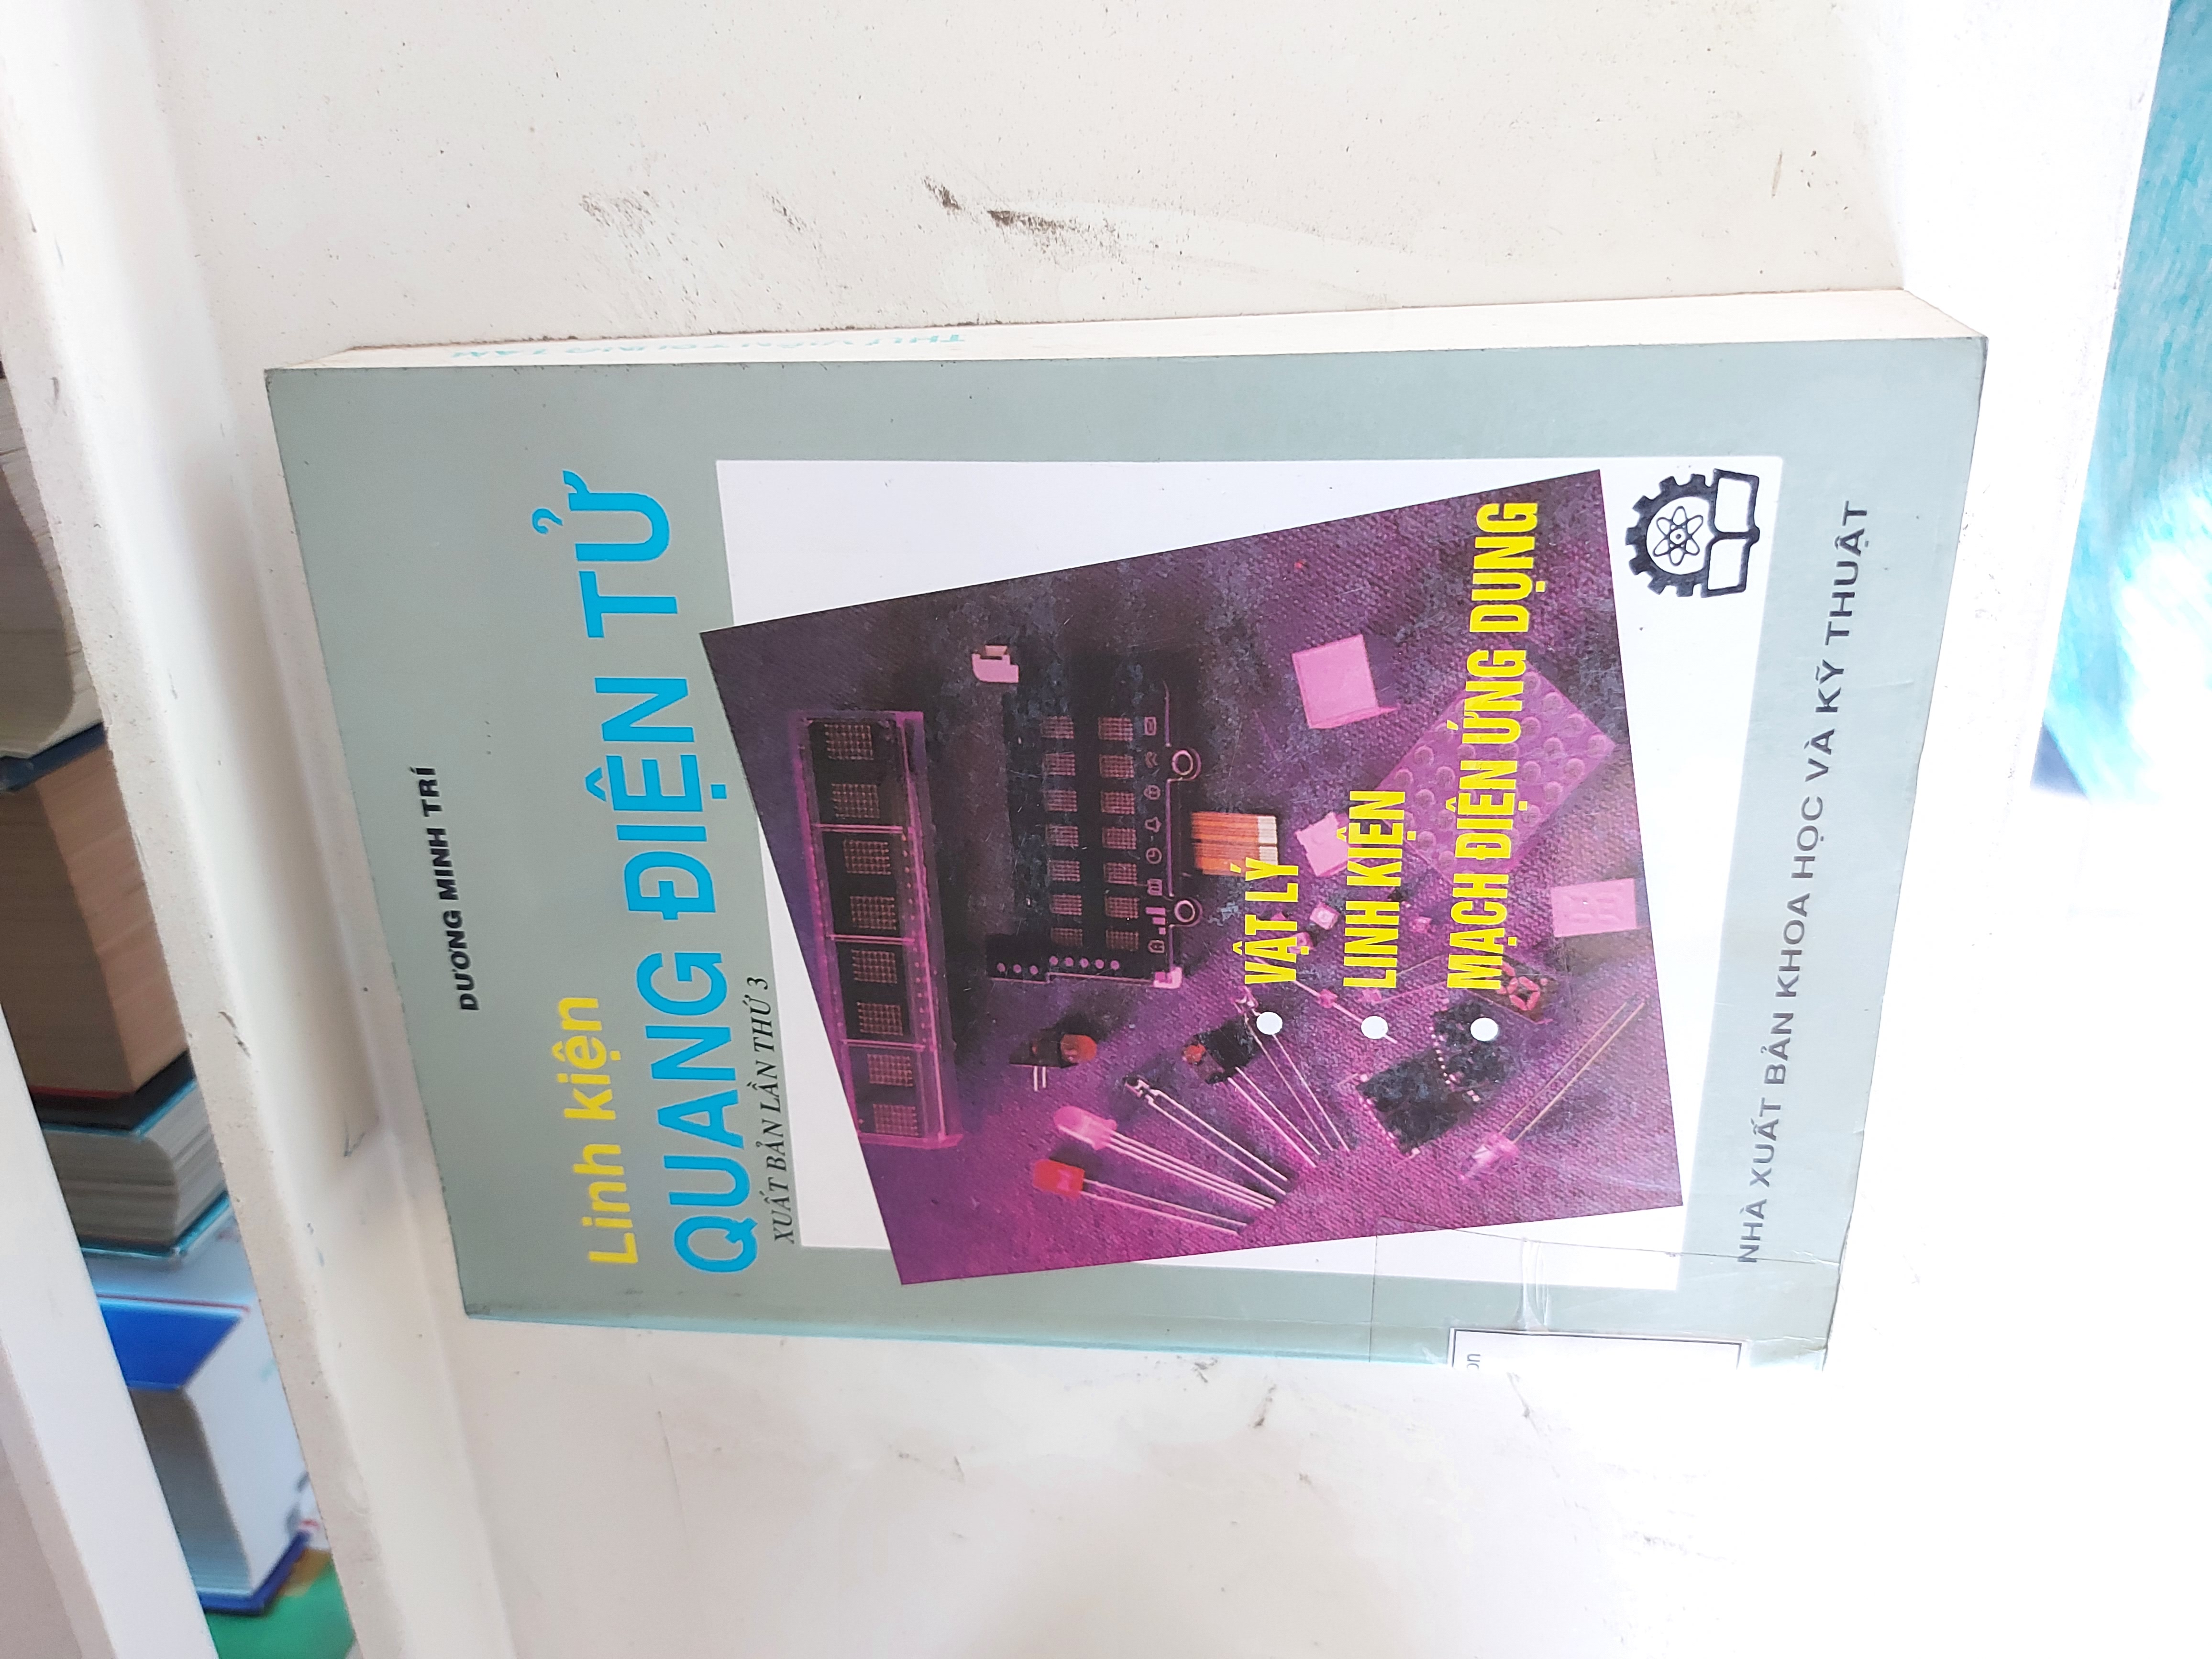 DƯƠNG MINH TRÍ
Linh kiện
QUANG ĐIỆN TỬ
XUẤT BẢN LẦN THỨ 3
VẬT LÝ
LINH KIỆN
MẠCH ĐIỆN ỨNG DỤNG
NHÀ XUẤT BẢN KHOA HỌC VÀ KỸ THUẬT